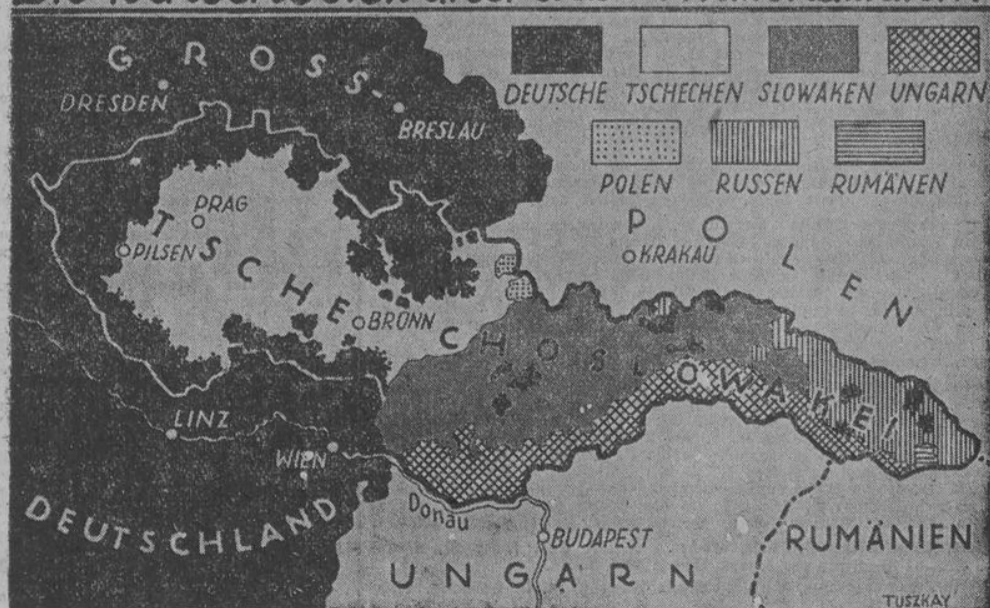 DEUTSCHE TSCHECHEN SLOWAKEN UNGARN
POLEN RUSSEN RUMÄNEN
GROSS-
DRESDEN
BRESLAU
POLEN
PRAG
PILSEN
KRAKAU
TSCHECHOSLOWAKEI
BRÜNN
LINZ
WIEN
DEUTSCHLAND
Donau
BUDAPEST
RUMÄNIEN
UNGARN
TUSZKAY